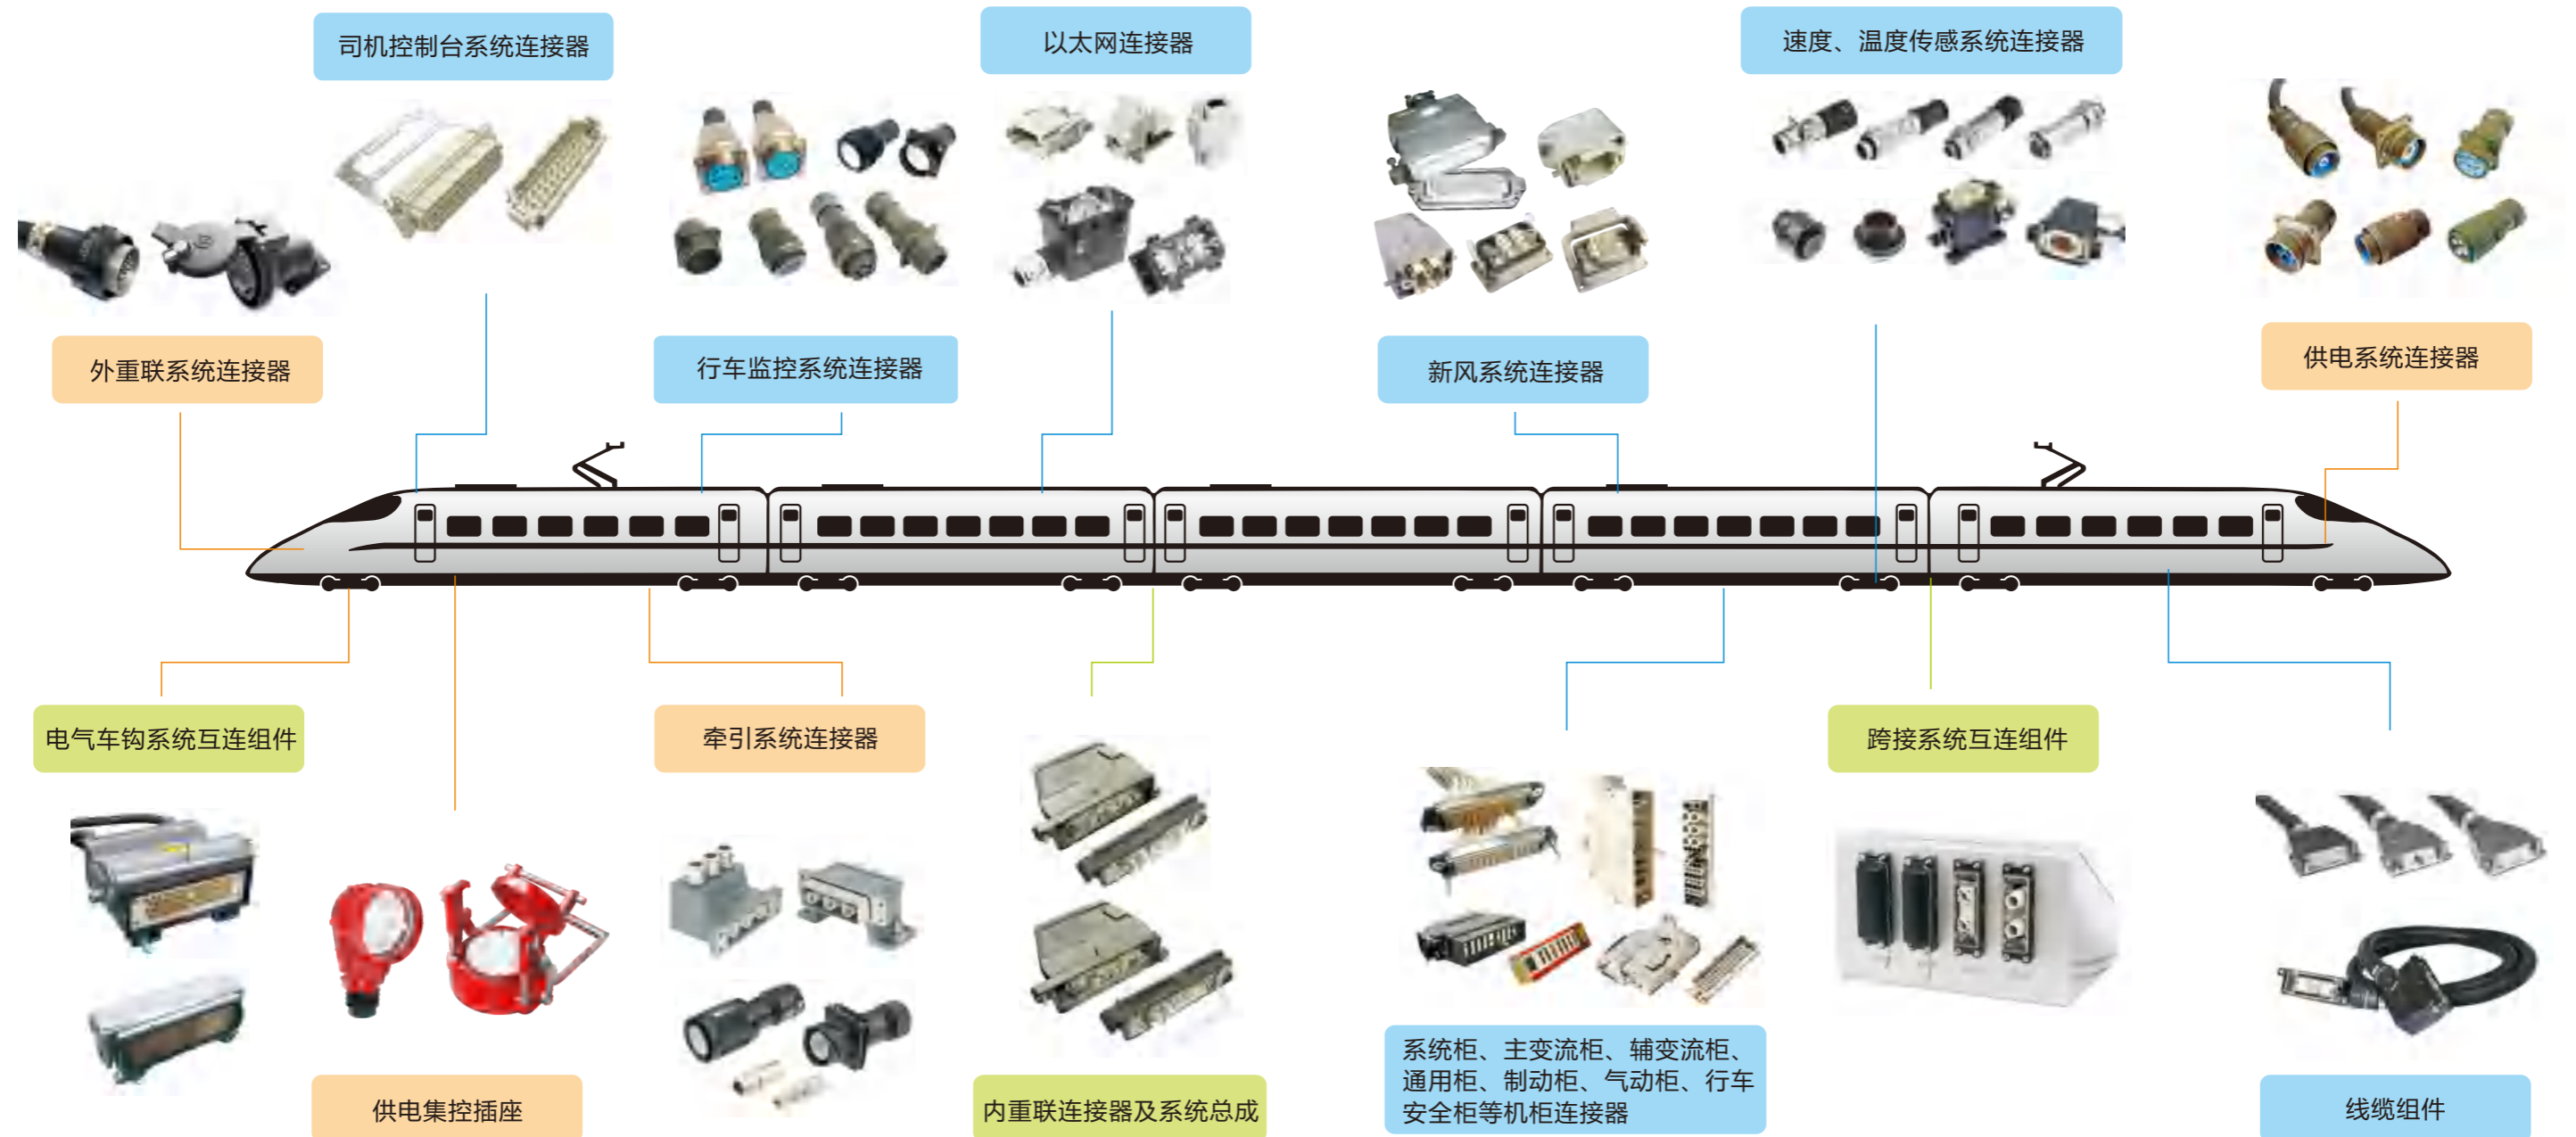 司机控制台系统连接器
以太网连接器
速度、温度传感系统连接器
外重联系统连接器
行车监控系统连接器
新风系统连接器
供电系统连接器
电气车钩系统互连组件
牵引系统连接器
跨接系统互连组件
供电集控插座
内重联连接器及系统总成
系统柜、主变流柜、辅变流柜、
通用柜、制动柜、气动柜、行车
安全柜等机柜连接器
线缆组件